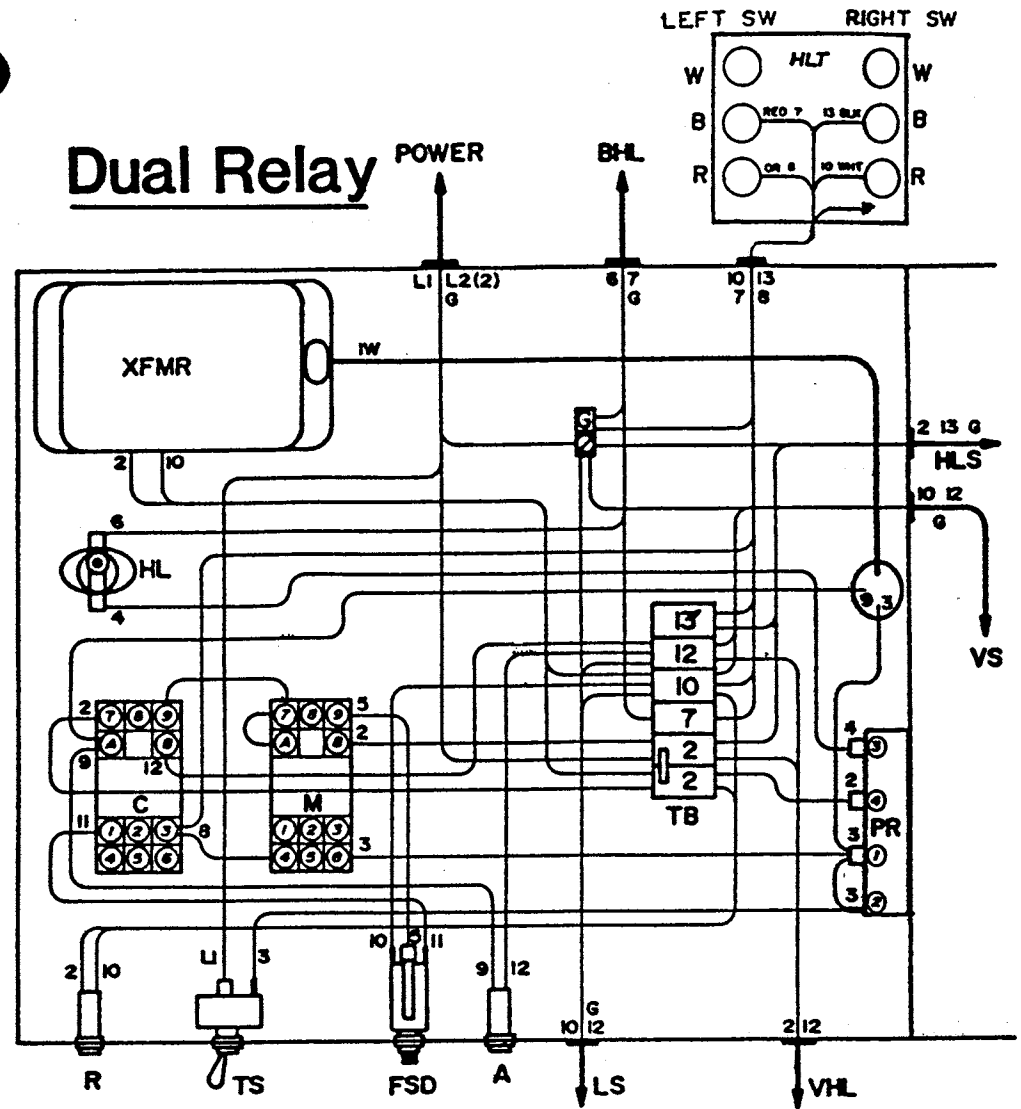 LEFT SW RIGHT SW
HLT
W W
B RED 7 13 BLK B
R OR 8 10 WHT R
Dual Relay
POWER
BHL
L1 L2(2)
G
6 7
G
10 13
7 8
XFMR
1W
G
2 13 G
HLS
2 10
10 12
G
6
HL
4
9 3
VS
13
12
10
7
2
2
TB
2 7 8 9
A B
9 12
C
11 1 2 3 8
4 5 6
7 8 9 5
A B 2
M
1 2 3
4 5 6 3
4 3
2 4
PR
3 1
3 2
2 10
L1 3
10 5 11
9 12
G
10 12
2 12
R
TS
FSD
A
LS
VHL